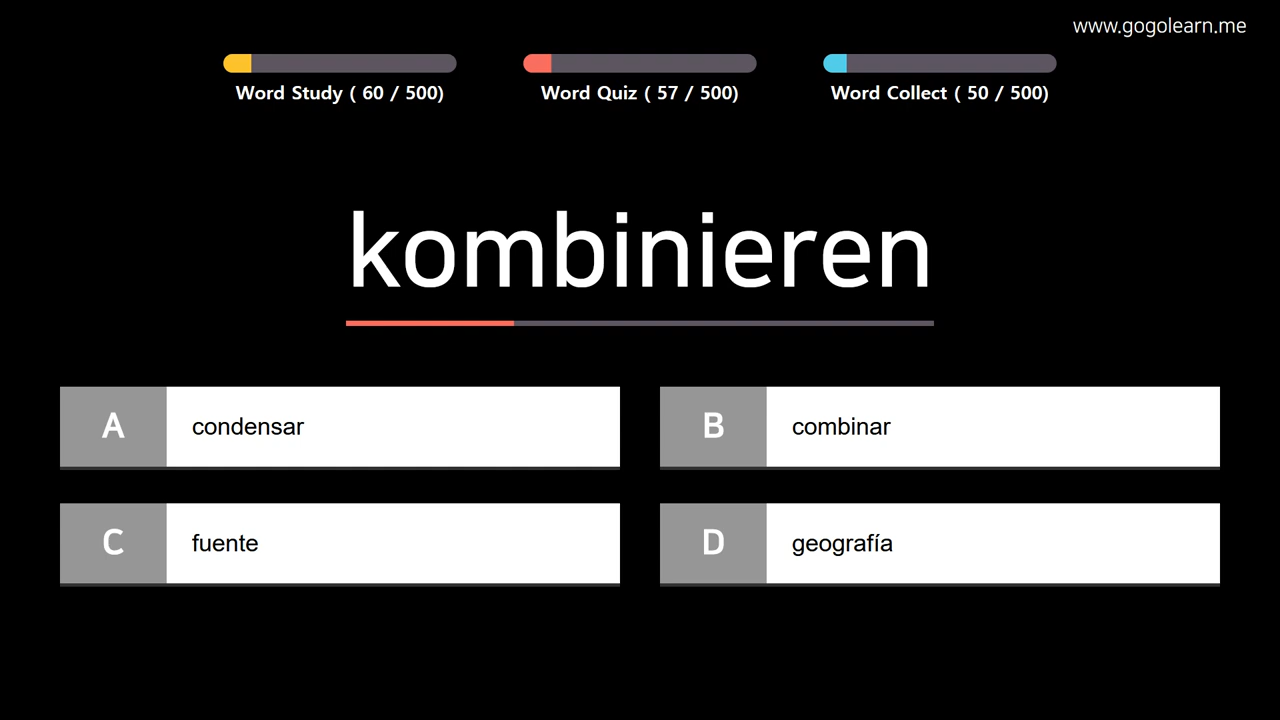 www.gogolearn.me
Word Study ( 60 / 500)
Word Quiz ( 57 / 500)
Word Collect ( 50 / 500)
kombinieren
A condensar
B combinar
C fuente
D geografía